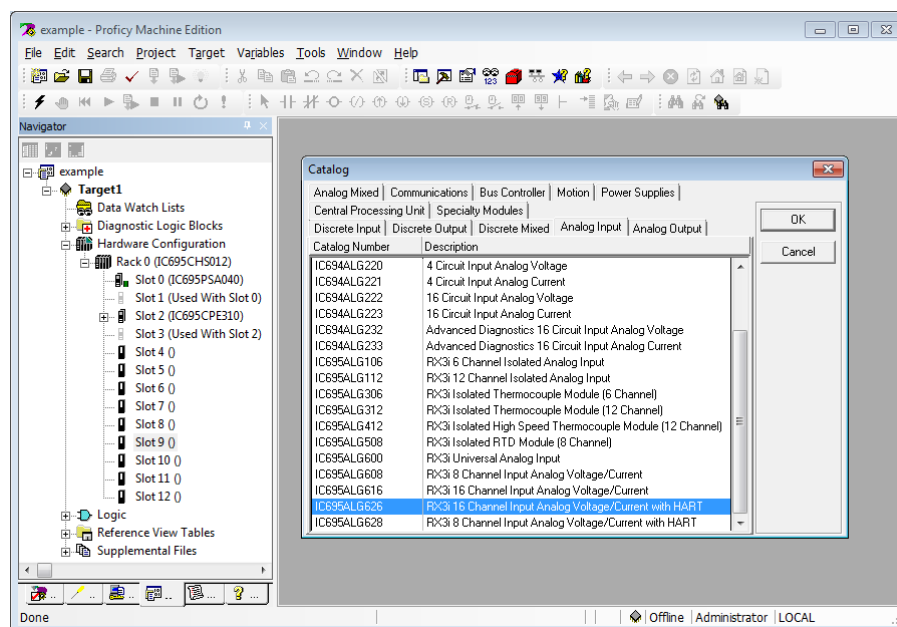 example - Proficy Machine Edition
File Edit Search Project Target Variables Tools Window Help
Navigator
example
Target1
Data Watch Lists
Diagnostic Logic Blocks
Hardware Configuration
Rack 0 (IC695CHS012)
Slot 0 (IC695PSA040)
Slot 1 (Used With Slot 0)
Slot 2 (IC695CPE310)
Slot 3 (Used With Slot 2)
Slot 4 ()
Slot 5 ()
Slot 6 ()
Slot 7 ()
Slot 8 ()
Slot 9 ()
Slot 10 ()
Slot 11 ()
Slot 12 ()
Logic
Reference View Tables
Supplemental Files
Catalog
Analog Mixed Communications Bus Controller Motion Power Supplies
Central Processing Unit Specialty Modules
Discrete Input Discrete Output Discrete Mixed Analog Input Analog Output
Catalog Number Description
IC694ALG220 4 Circuit Input Analog Voltage
IC694ALG221 4 Circuit Input Analog Current
IC694ALG222 16 Circuit Input Analog Voltage
IC694ALG223 16 Circuit Input Analog Current
IC694ALG232 Advanced Diagnostics 16 Circuit Input Analog Voltage
IC694ALG233 Advanced Diagnostics 16 Circuit Input Analog Current
IC695ALG106 RX3i 6 Channel Isolated Analog Input
IC695ALG112 RX3i 12 Channel Isolated Analog Input
IC695ALG306 RX3i Isolated Thermocouple Module (6 Channel)
IC695ALG312 RX3i Isolated Thermocouple Module (12 Channel)
IC695ALG412 RX3i Isolated High Speed Thermocouple Module (12 Channel)
IC695ALG508 RX3i Isolated RTD Module (8 Channel)
IC695ALG600 RX3i Universal Analog Input
IC695ALG608 RX3i 8 Channel Input Analog Voltage/Current
IC695ALG616 RX3i 16 Channel Input Analog Voltage/Current
IC695ALG626 RX3i 16 Channel Input Analog Voltage/Current with HART
IC695ALG628 RX3i 8 Channel Input Analog Voltage/Current with HART
OK
Cancel
Done
Offline Administrator LOCAL